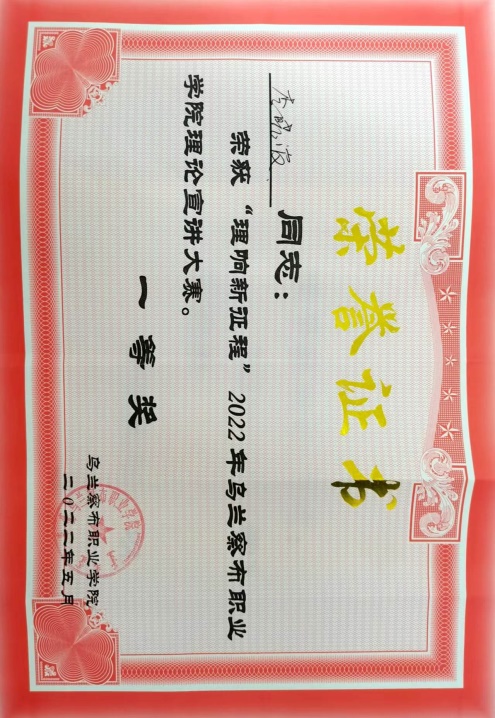 荣誉证书
同志：
荣获“理响新征程”2022年乌兰察布职业
学院理论宣讲大赛。
一等奖
乌兰察布职业学院
二〇二二年五月